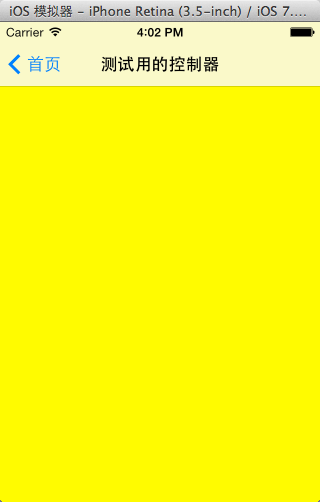 iOS 模拟器 – iPhone Retina (3.5-inch) / iOS 7....
Carrier 4:02 PM
首页 测试用的控制器